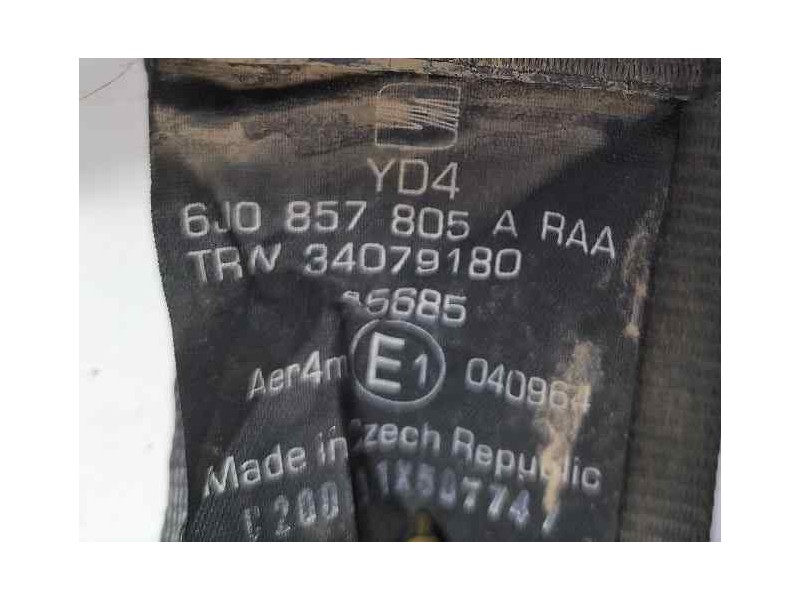 YD4
6J0 857 805 A RAA
TRW 34079180
Aer4m E1 040964
Made in Czech Republic